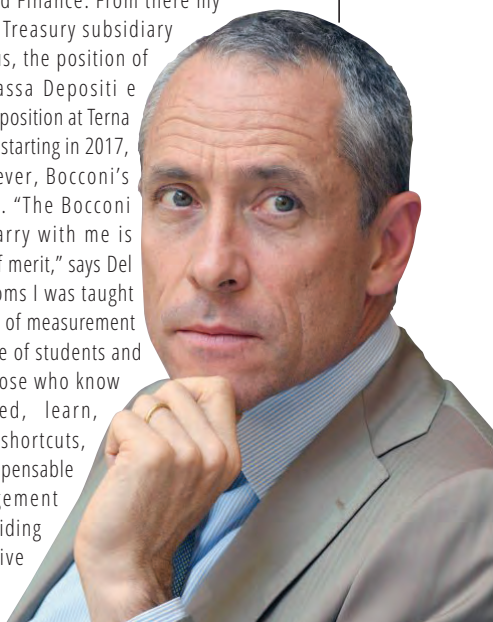 d Finance. From there my
Treasury subsidiary
us, the position of
assa Depositi e
position at Terna
starting in 2017,
ever, Bocconi's
. “The Bocconi
arry with me is
f merit,” says Del
oms I was taught
of measurement
e of students and
ose who know
ed, learn,
shortcuts,
pensable
gement
iding
ive